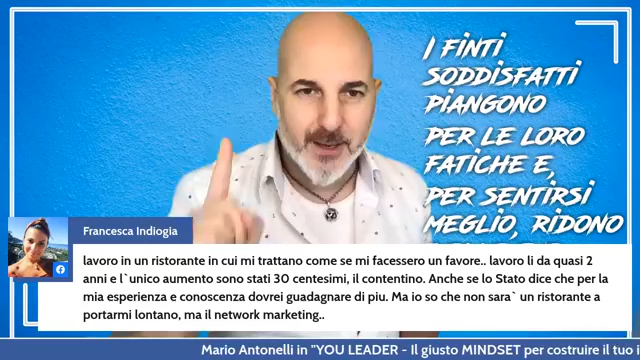 I FINTI
SODDISFATTI
PIANGONO
PER LE LORO
FATICHE E,
PER SENTIRSI
MEGLIO, RIDONO
Francesca Indiogia
lavoro in un ristorante in cui mi trattano come se mi facessero un favore.. lavoro li da quasi 2
anni e l`unico aumento sono stati 30 centesimi, il contentino. Anche se lo Stato dice che per la
mia esperienza e conoscenza dovrei guadagnare di piu. Ma io so che non sara` un ristorante a
portarmi lontano, ma il network marketing..
Mario Antonelli in "YOU LEADER - Il giusto MINDSET per costruire il tuo i